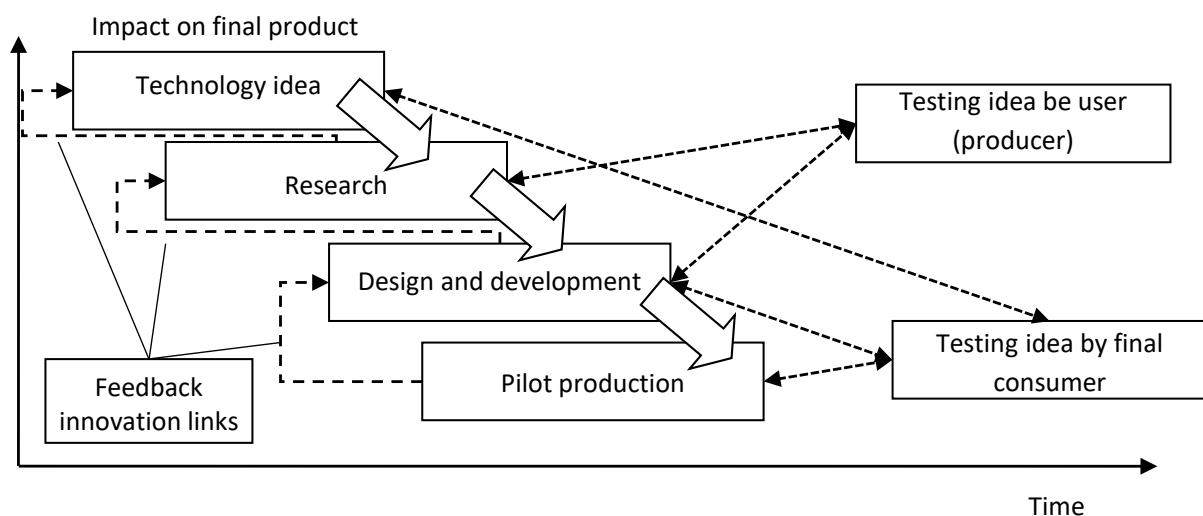 Impact on final product
Technology idea
Testing idea be user
(producer)
Research
Design and development
Testing idea by final
consumer
Pilot production
Feedback
innovation links
Time